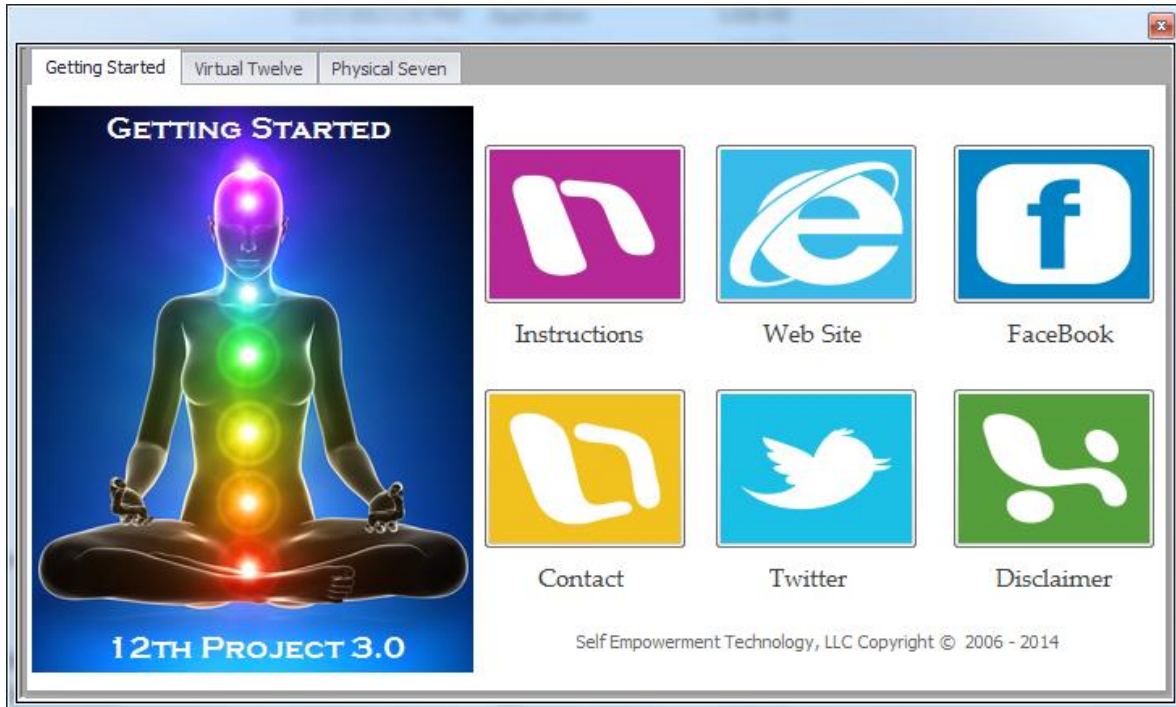 Getting Started
Virtual Twelve
Physical Seven
GETTING STARTED
12TH PROJECT 3.0
Instructions
Web Site
FaceBook
Contact
Twitter
Disclaimer
Self Empowerment Technology, LLC Copyright © 2006 - 2014